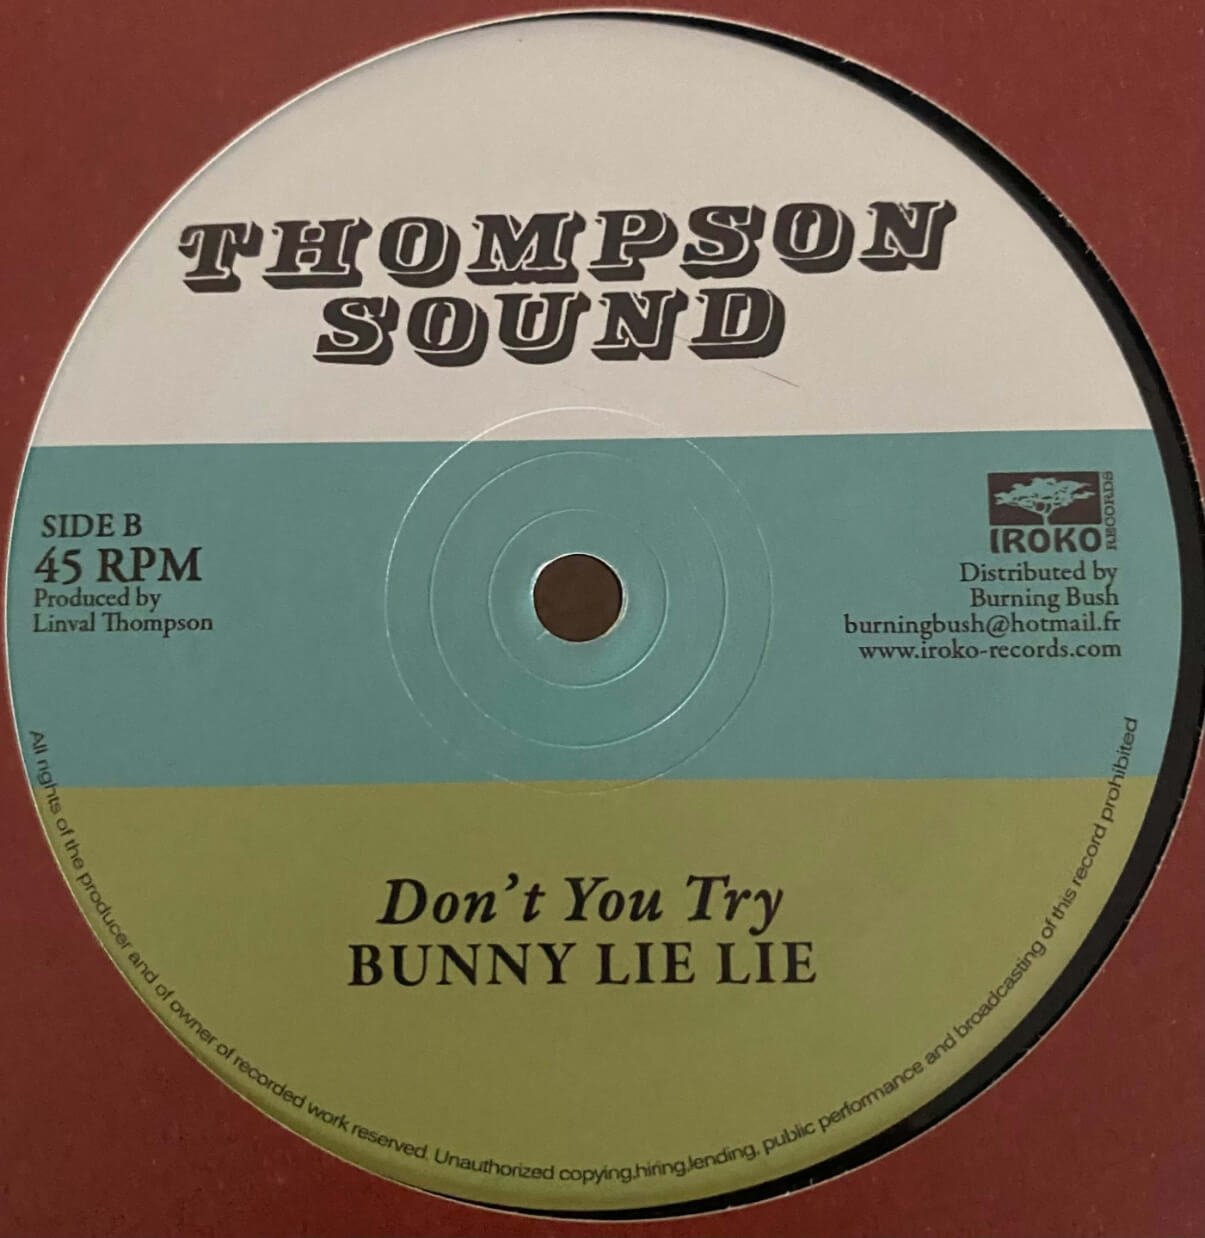 THOMPSON
SOUND
SIDE B
45 RPM
Produced by
Linval Thompson
IROKO
RECORDS
Distributed by
Burning Bush
burningbush@hotmail.fr
www.iroko-records.com
Don't You Try
BUNNY LIE LIE
All rights of the producer and of owner of recorded work reserved. Unauthorized copying,hiring,lending, public performance and broadcasting of this record prohibited